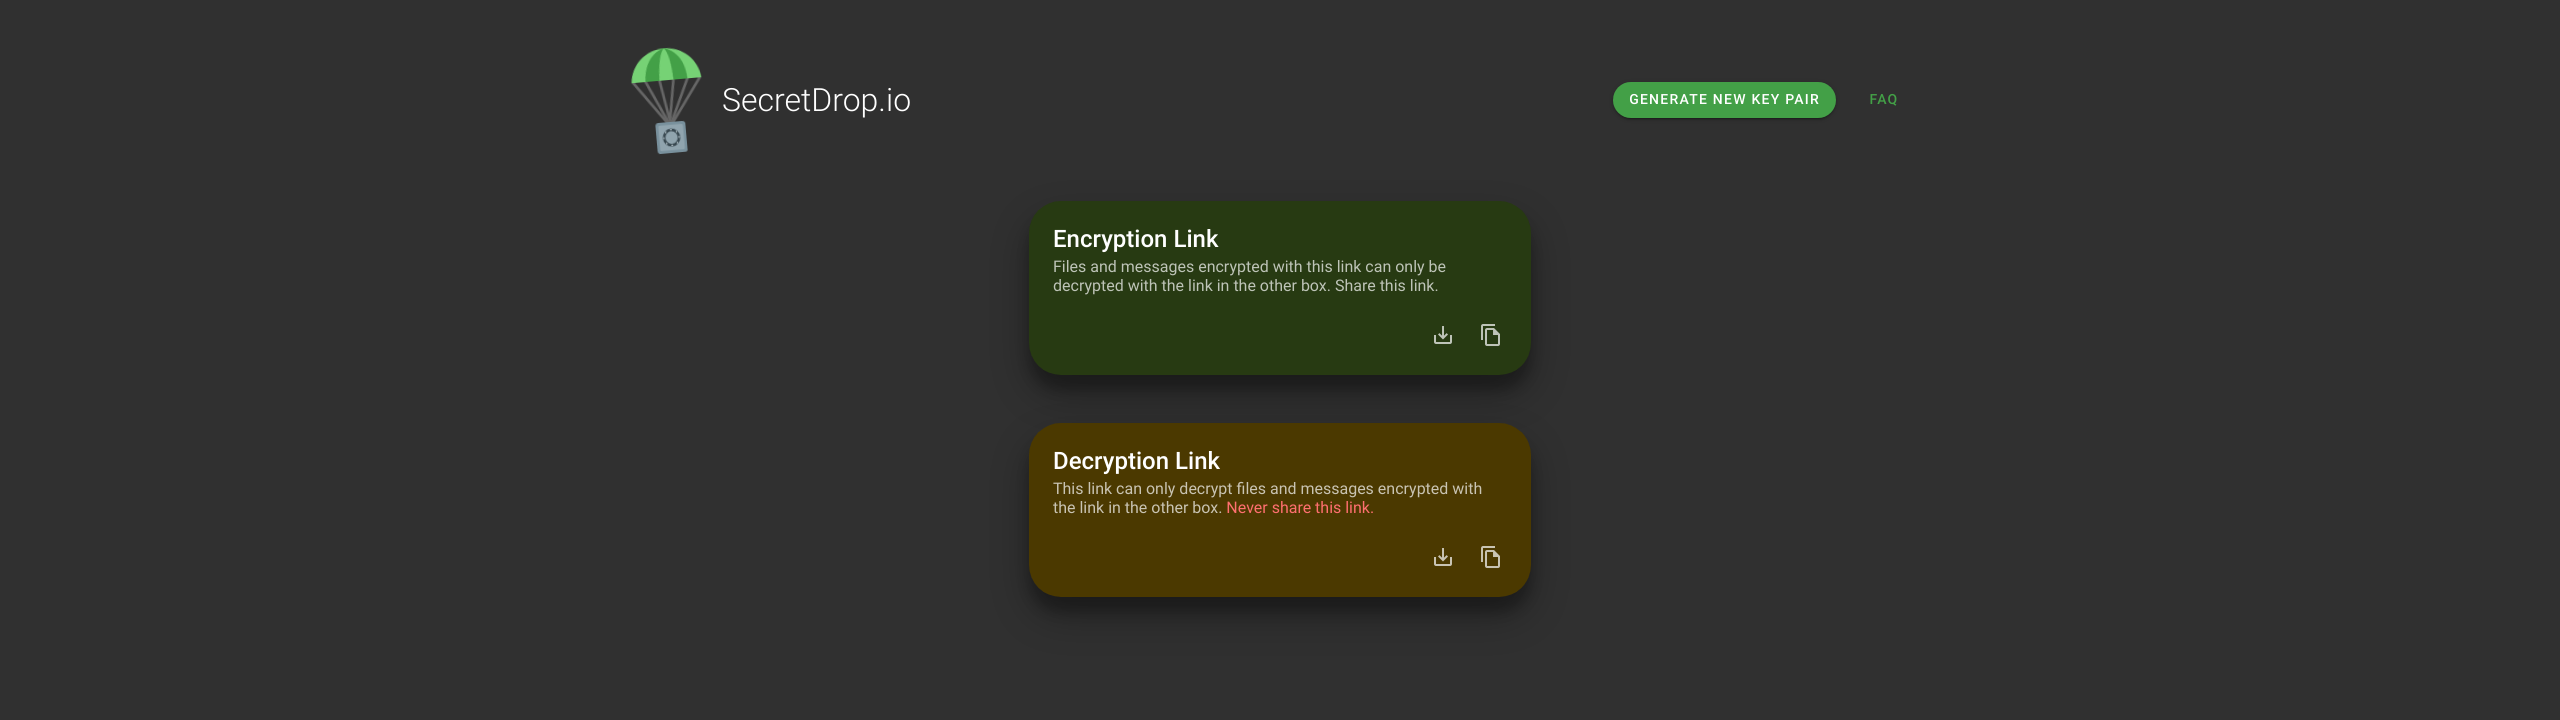 SecretDrop.io
GENERATE NEW KEY PAIR
FAQ
Encryption Link
Files and messages encrypted with this link can only be
decrypted with the link in the other box. Share this link.
Decryption Link
This link can only decrypt files and messages encrypted with
the link in the other box. Never share this link.